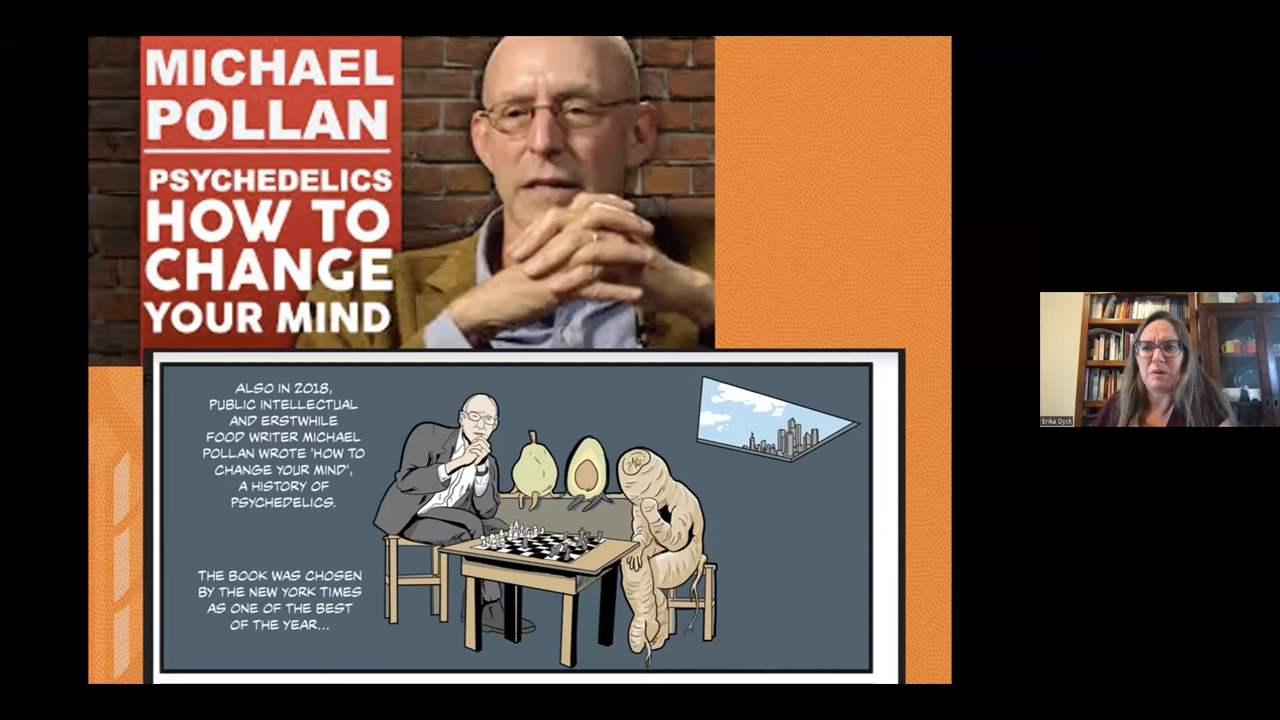 MICHAEL
POLLAN
PSYCHEDELICS
HOW TO
CHANGE
YOUR MIND
ALSO IN 2018,
PUBLIC INTELLECTUAL
AND ERSTWHILE
FOOD WRITER MICHAEL
POLLAN WROTE 'HOW TO
CHANGE YOUR MIND',
A HISTORY OF
PSYCHEDELICS.
THE BOOK WAS CHOSEN
BY THE NEW YORK TIMES
AS ONE OF THE BEST
OF THE YEAR...
Erika Dyck